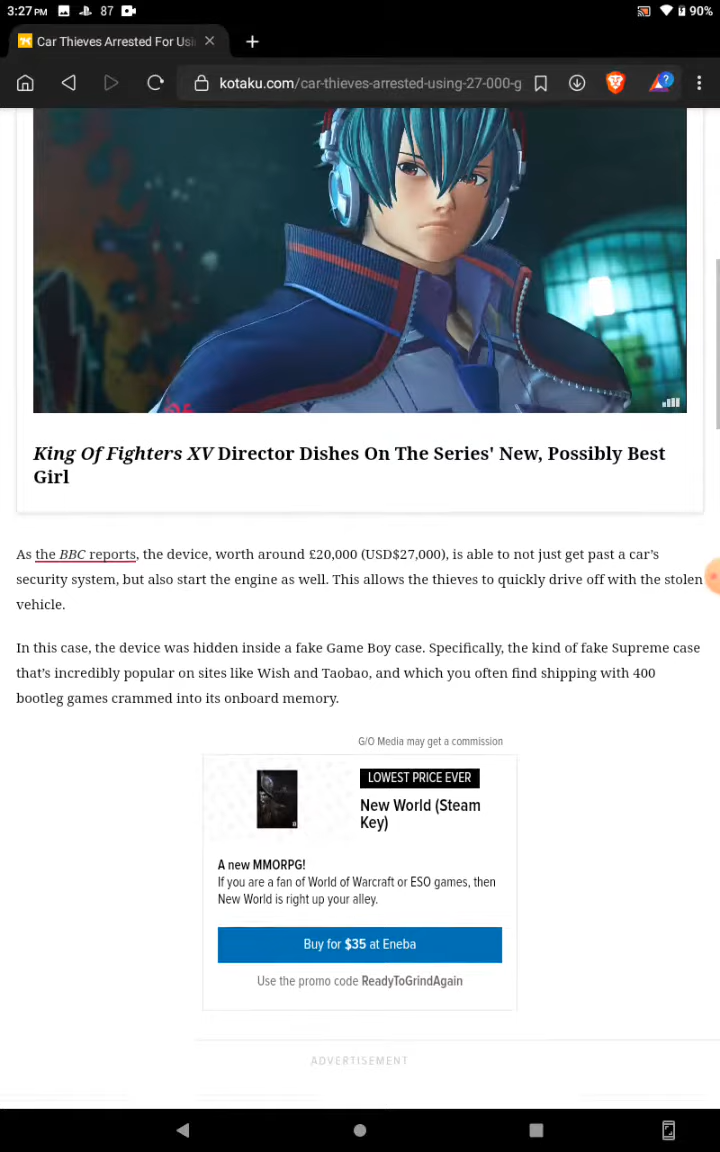 3:27 PM 87 90%
Car Thieves Arrested For Usi
kotaku.com/car-thieves-arrested-using-27-000-g
King Of Fighters XV Director Dishes On The Series' New, Possibly Best
Girl
As the BBC reports, the device, worth around £20,000 (USD$27,000), is able to not just get past a car's
security system, but also start the engine as well. This allows the thieves to quickly drive off with the stolen
vehicle.
In this case, the device was hidden inside a fake Game Boy case. Specifically, the kind of fake Supreme case
that's incredibly popular on sites like Wish and Taobao, and which you often find shipping with 400
bootleg games crammed into its onboard memory.
G/O Media may get a commission
LOWEST PRICE EVER
New World (Steam
Key)
A new MMORPG!
If you are a fan of World of Warcraft or ESO games, then
New World is right up your alley.
Buy for $35 at Eneba
Use the promo code ReadyToGrindAgain
ADVERTISEMENT